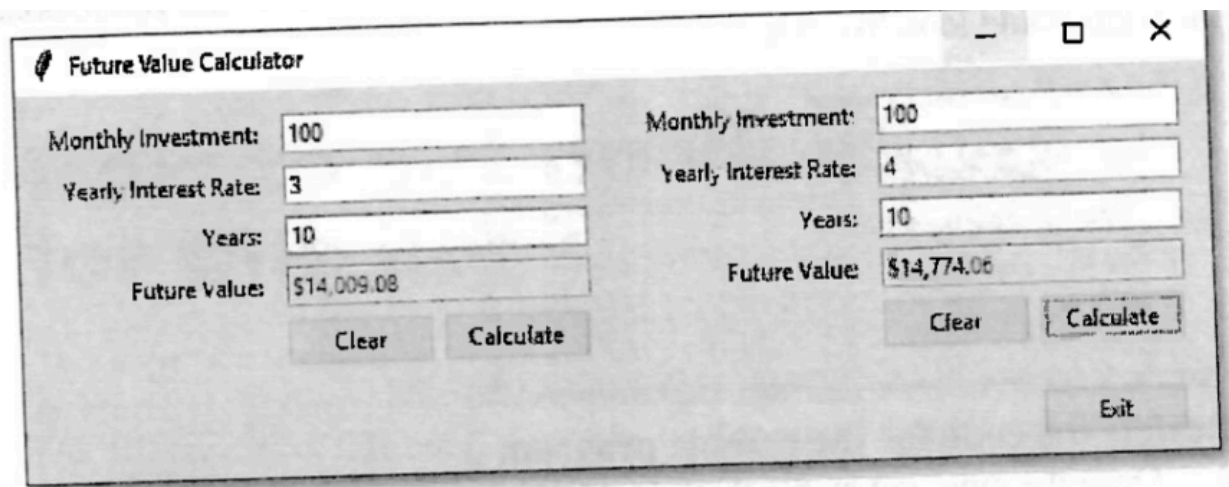 Future Value Calculator
Monthly Investment: 100
Yearly Interest Rate: 3
Years: 10
Future Value: $14,009.08
Clear Calculate
Monthly Investment: 100
Yearly Interest Rate: 4
Years: 10
Future Value: $14,774.06
Clear Calculate
Exit